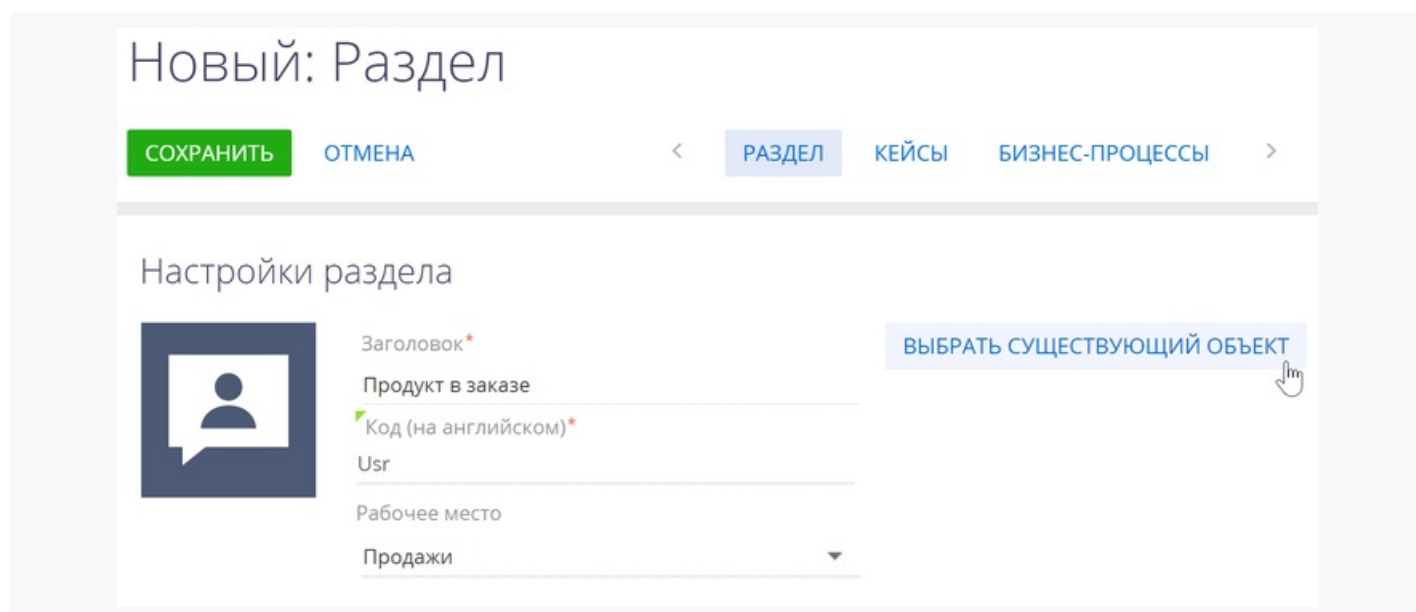 Новый: Раздел
СОХРАНИТЬ ОТМЕНА < РАЗДЕЛ КЕЙСЫ БИЗНЕС-ПРОЦЕССЫ >
Настройки раздела
Заголовок*
ВЫБРАТЬ СУЩЕСТВУЮЩИЙ ОБЪЕКТ
Продукт в заказе
Код (на английском)*
Usr
Рабочее место
Продажи